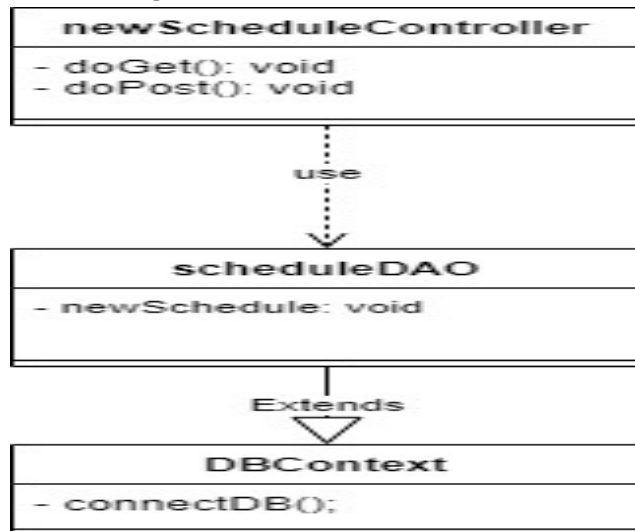 newScheduleController
- doGet(): void
- doPost(): void
use
scheduleDAO
- newSchedule: void
Extends
DBContext
- connectDB();